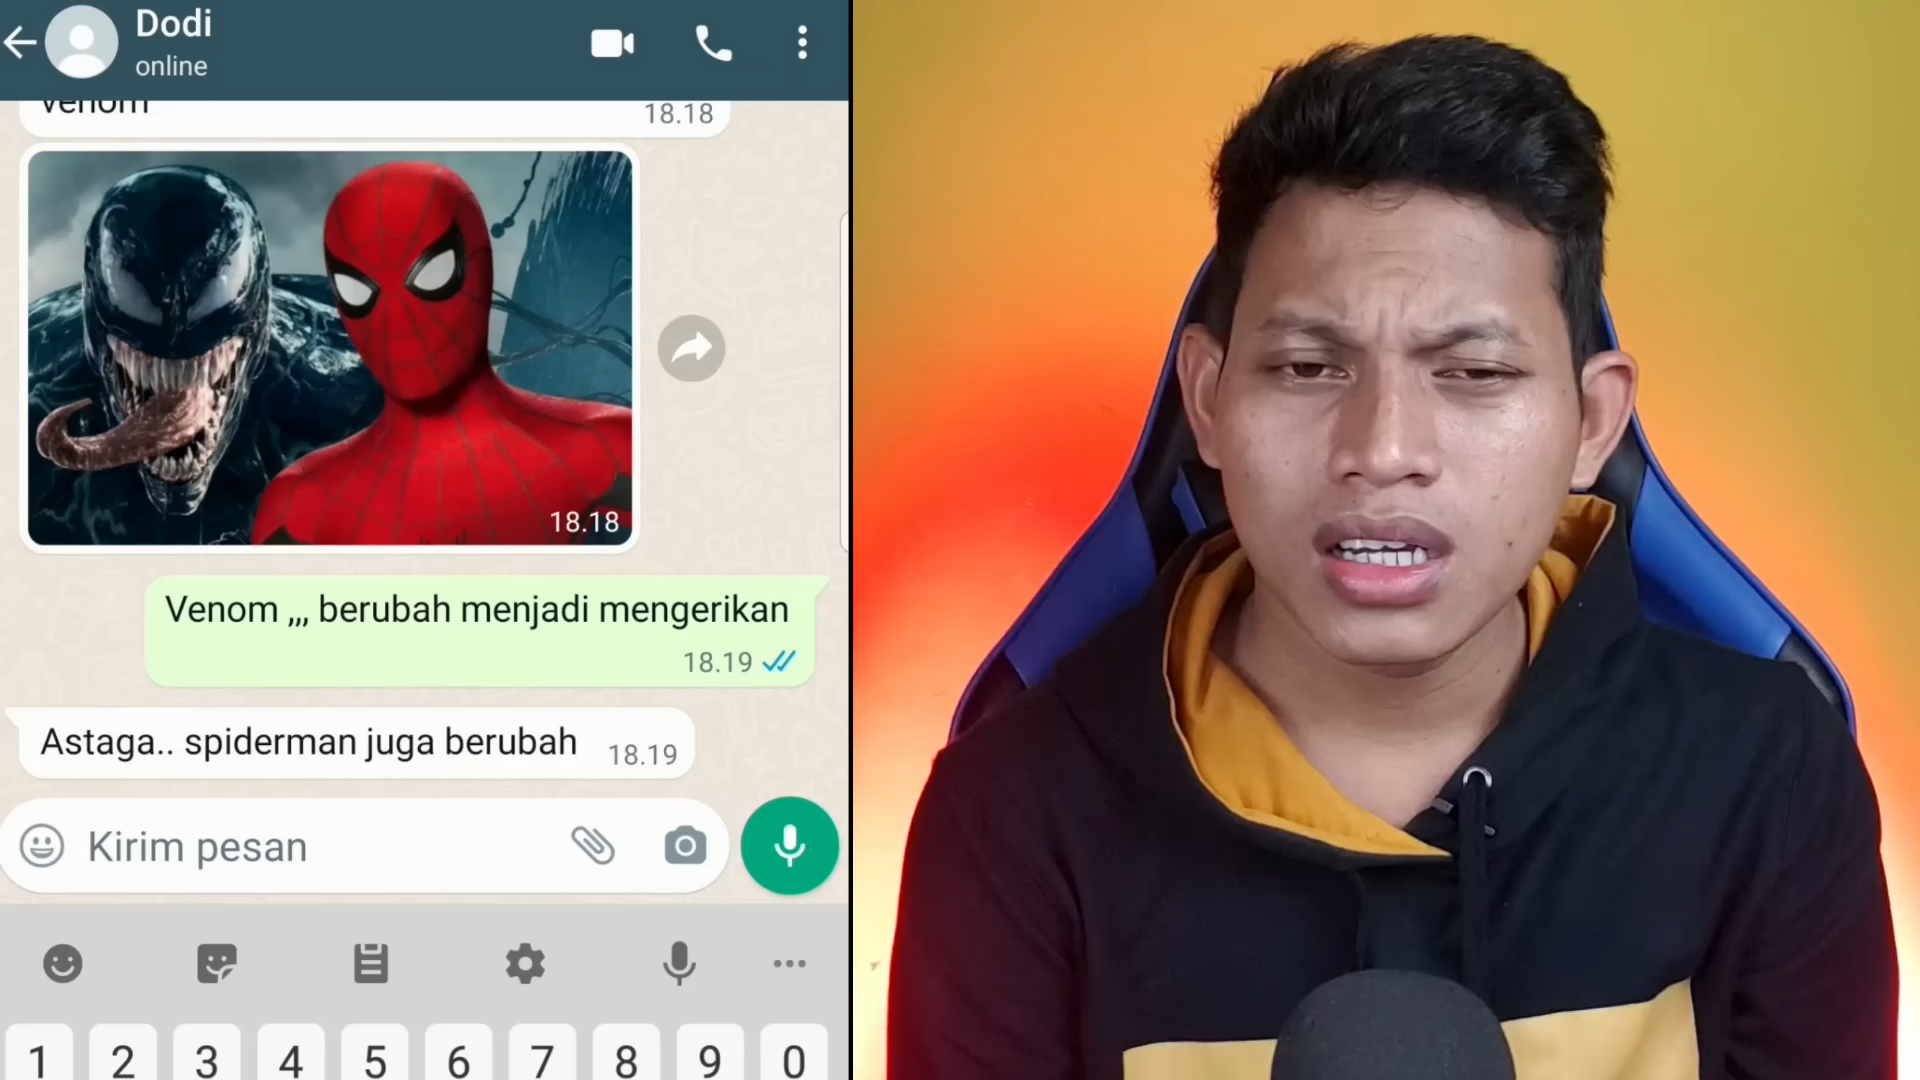 Dodi
online
venom
18.18
18.18
Venom ,,, berubah menjadi mengerikan
18.19
Astaga.. spiderman juga berubah
18.19
Kirim pesan
1 2 3 4 5 6 7 8 9 0